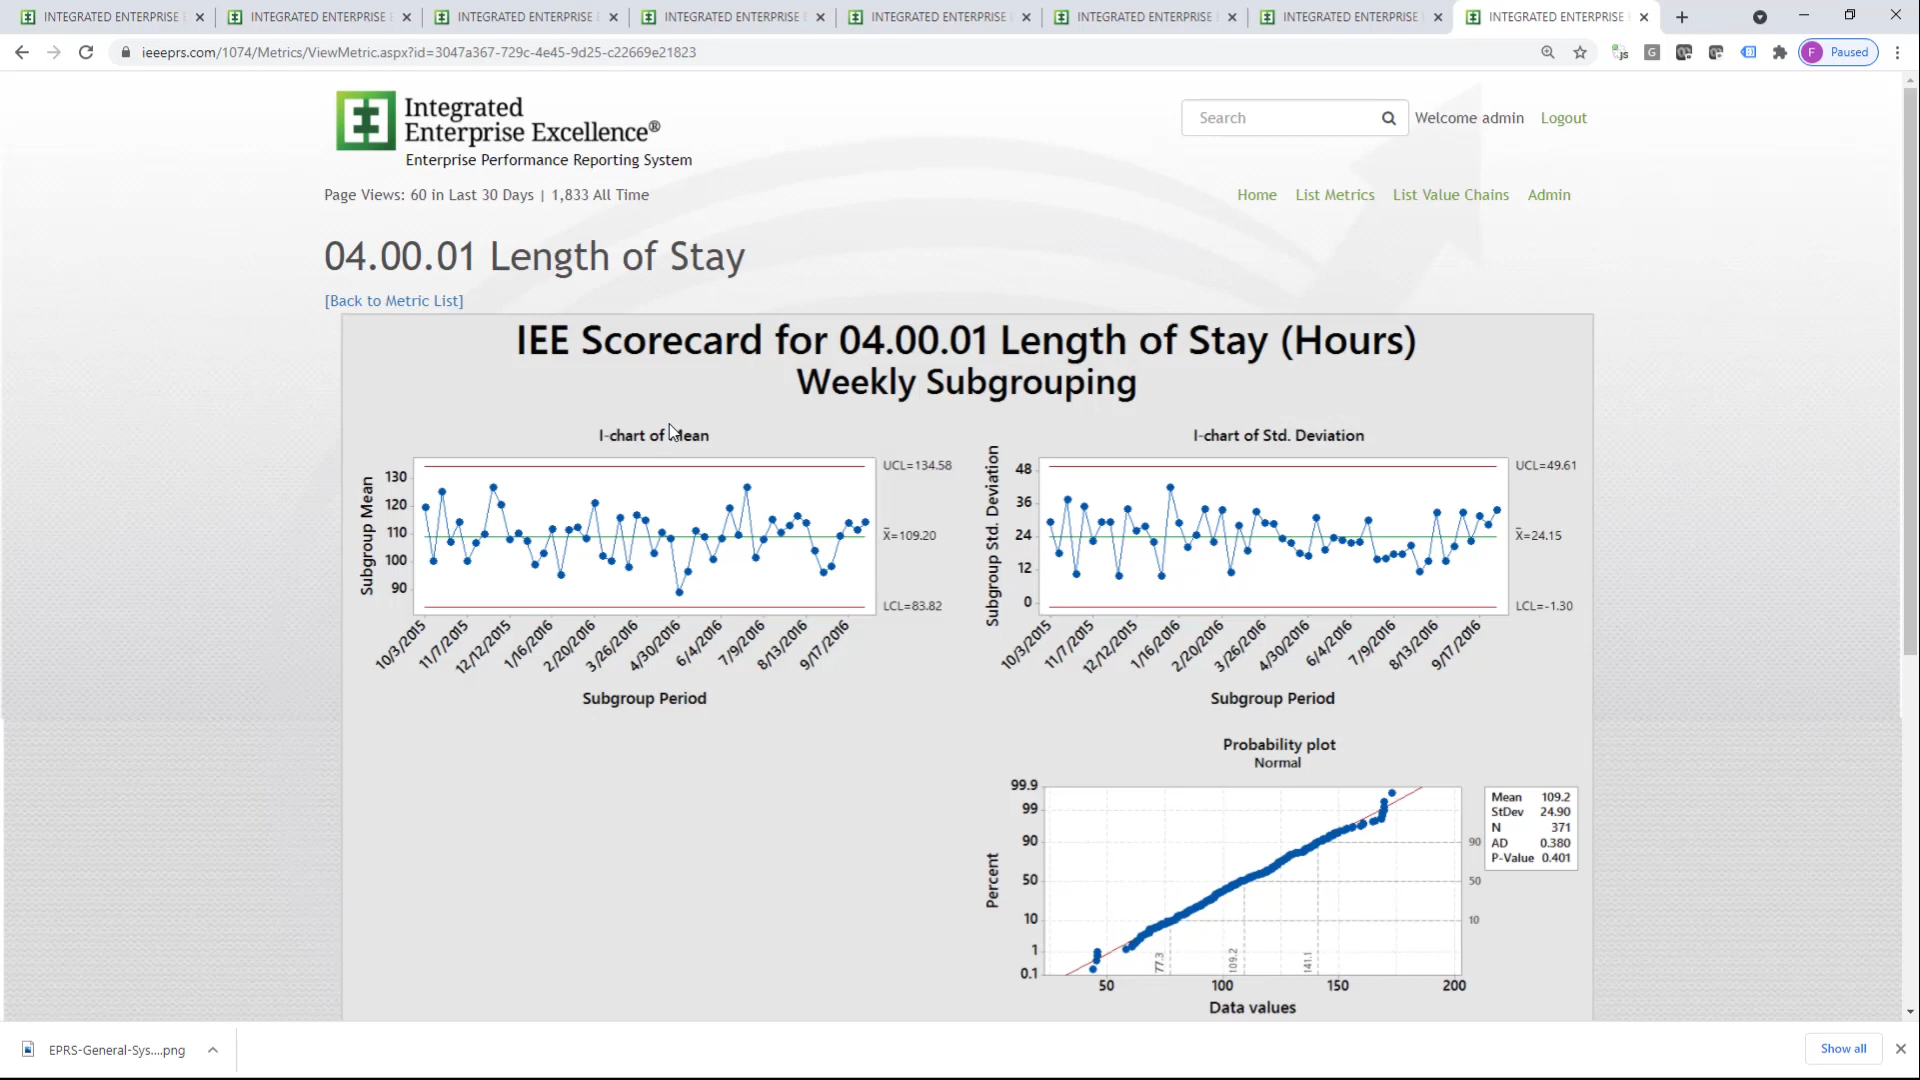 INTEGRATED ENTERPRISE
INTEGRATED ENTERPRISE
INTEGRATED ENTERPRISE
INTEGRATED ENTERPRISE
INTEGRATED ENTERPRISE
INTEGRATED ENTERPRISE
INTEGRATED ENTERPRISE
INTEGRATED ENTERPRISE
ieeeprs.com/1074/Metrics/ViewMetric.aspx?id=3047a367-729c-4e45-9d25-c22669e21823
F Paused
Integrated
Enterprise Excellence®
Enterprise Performance Reporting System
Search
Welcome admin Logout
Page Views: 60 in Last 30 Days | 1,833 All Time
Home List Metrics List Value Chains Admin
04.00.01 Length of Stay
[Back to Metric List]
IEE Scorecard for 04.00.01 Length of Stay (Hours)
Weekly Subgrouping
I-chart of Mean
Subgroup Mean
130
120
110
100
90
UCL=134.58
X̿=109.20
LCL=83.82
10/3/2015
11/7/2015
12/12/2015
1/16/2016
2/20/2016
3/26/2016
4/30/2016
6/4/2016
7/9/2016
8/13/2016
9/17/2016
Subgroup Period
I-chart of Std. Deviation
Subgroup Std. Deviation
48
36
24
12
0
UCL=49.61
X̄=24.15
LCL=-1.30
10/3/2015
11/7/2015
12/12/2015
1/16/2016
2/20/2016
3/26/2016
4/30/2016
6/4/2016
7/9/2016
8/13/2016
9/17/2016
Subgroup Period
Probability plot
Normal
Percent
99.9
99
90
50
10
1
0.1
90
50
10
77.3
109.2
141.1
50
100
150
200
Data values
Mean 109.2
StDev 24.90
N 371
AD 0.380
P-Value 0.401
EPRS-General-Sys....png
Show all